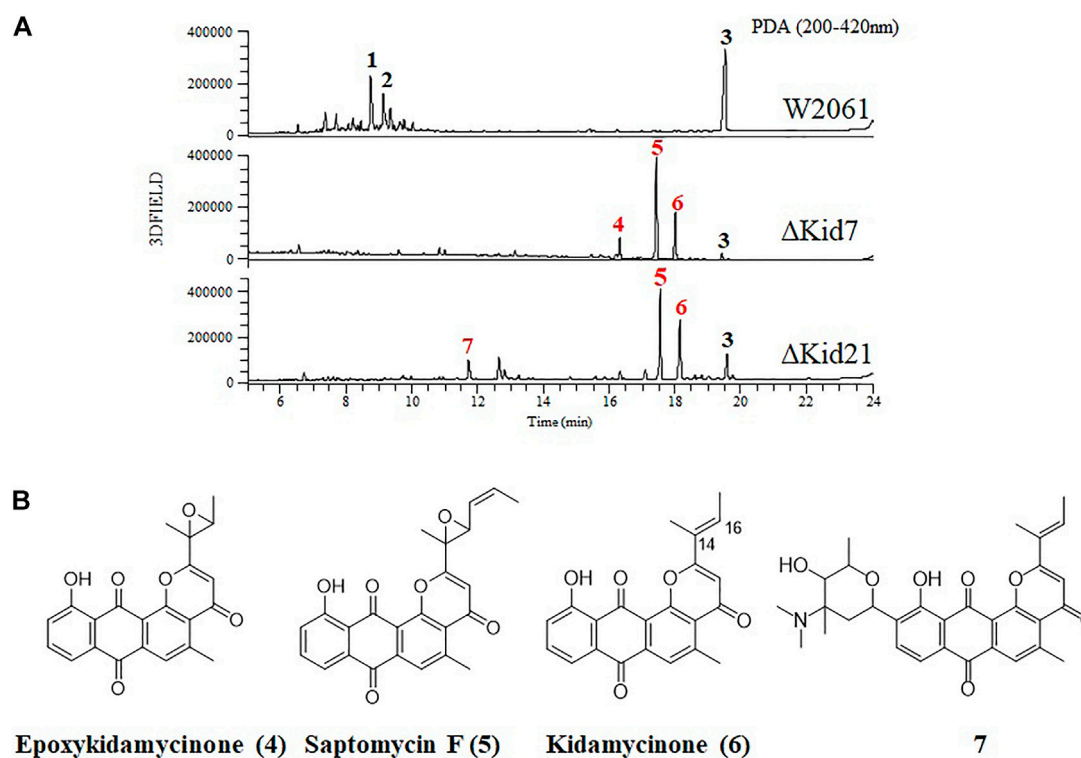 A
PDA (200-420nm)
3DFIELD
400000
200000
0
1
2
3
W2061
400000
200000
0
4
5
6
3
ΔKid7
400000
200000
0
7
5
6
3
ΔKid21
6 8 10 12 14 16 18 20 22 24
Time (min)
B
O
OH O O
O
O
O
OH O O
O
O
14 16
OH O O
O
O
HO
O OH O O
N
O
O
Epoxykidamycinone (4) Saptomycin F (5) Kidamycinone (6) 7